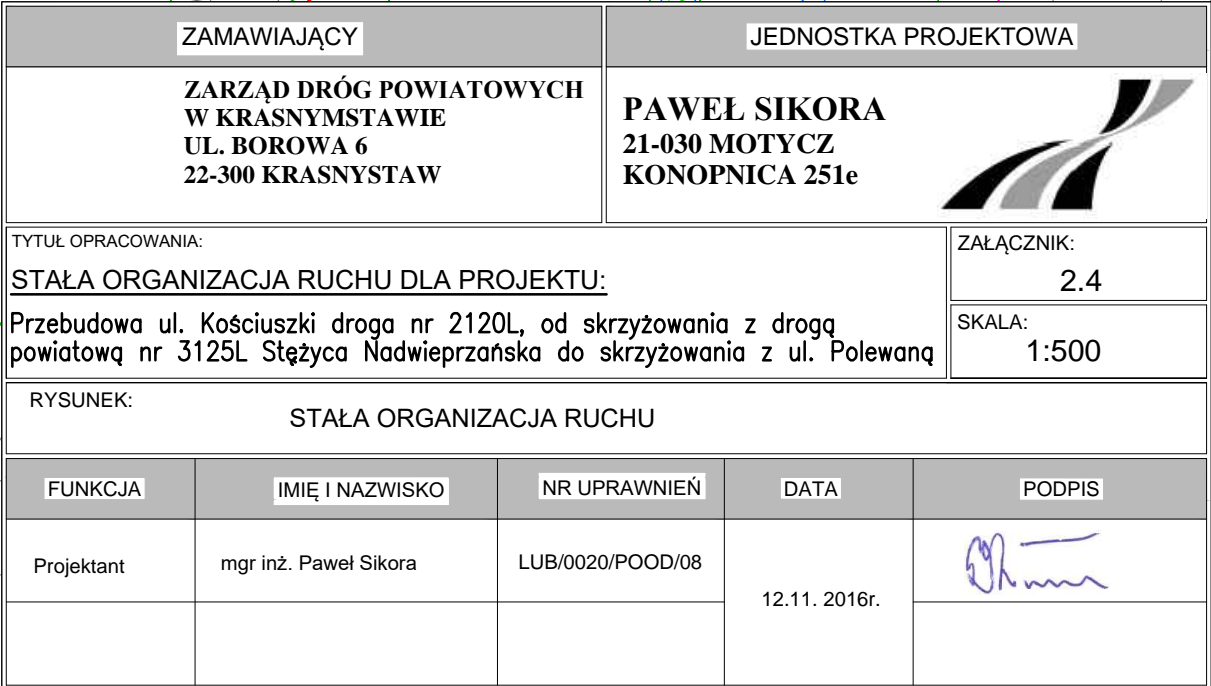 ZAMAWIAJĄCY
JEDNOSTKA PROJEKTOWA
ZARZĄD DRÓG POWIATOWYCH
W KRASNYMSTAWIE
UL. BOROWA 6
22-300 KRASNYSTAW
PAWEŁ SIKORA
21-030 MOTYCZ
KONOPNICA 251e
TYTUŁ OPRACOWANIA:
STAŁA ORGANIZACJA RUCHU DLA PROJEKTU:
Przebudowa ul. Kościuszki droga nr 2120L, od skrzyżowania z drogą
powiatową nr 3125L Stężyca Nadwieprzańska do skrzyżowania z ul. Polewaną
ZAŁĄCZNIK:
2.4
SKALA:
1:500
RYSUNEK:
STAŁA ORGANIZACJA RUCHU
FUNKCJA
IMIĘ I NAZWISKO
NR UPRAWNIEŃ
DATA
PODPIS
Projektant
mgr inż. Paweł Sikora
LUB/0020/POOD/08
12.11. 2016r.